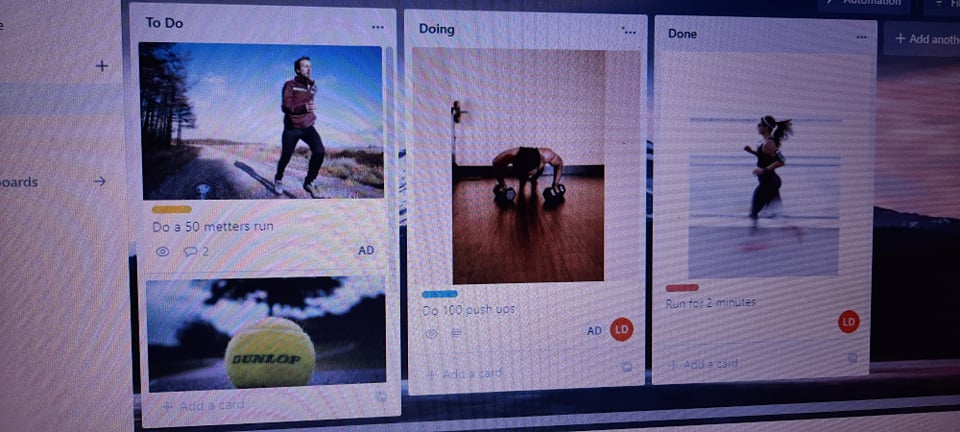 Automation
To Do
...
Doing
...
Done
...
+ Add anoth
oards
Do a 50 metters run
2
AD
DUNLOP
+ Add a card
Do 100 push ups
AD
LD
+ Add a card
Run for 2 minutes
LD
+ Add a card